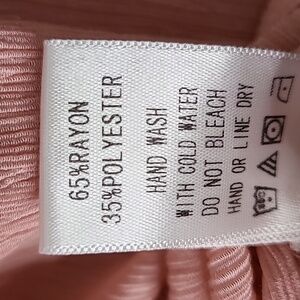 65%RAYON
35%POLYESTER
HAND WASH
WITH COLD WATER
DO NOT BLEACH
HAND OR LINE DRY